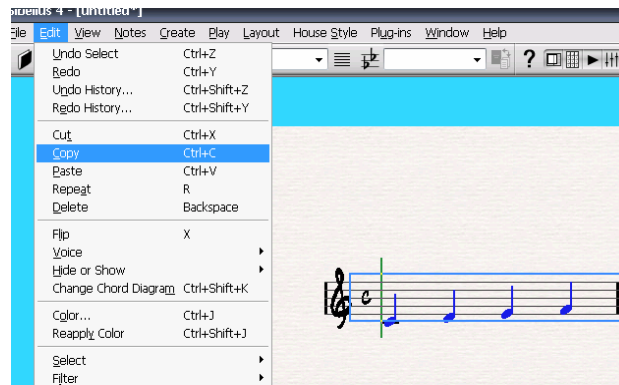 Sibelius 4 - [Untitled*]
File Edit View Notes Create Play Layout House Style Plug-ins Window Help
Undo Select Ctrl+Z
Redo Ctrl+Y
Undo History... Ctrl+Shift+Z
Redo History... Ctrl+Shift+Y
Cut Ctrl+X
Copy Ctrl+C
Paste Ctrl+V
Repeat R
Delete Backspace
Flip X
Voice
Hide or Show
Change Chord Diagram Ctrl+Shift+K
Color... Ctrl+J
Reapply Color Ctrl+Shift+J
Select
Filter